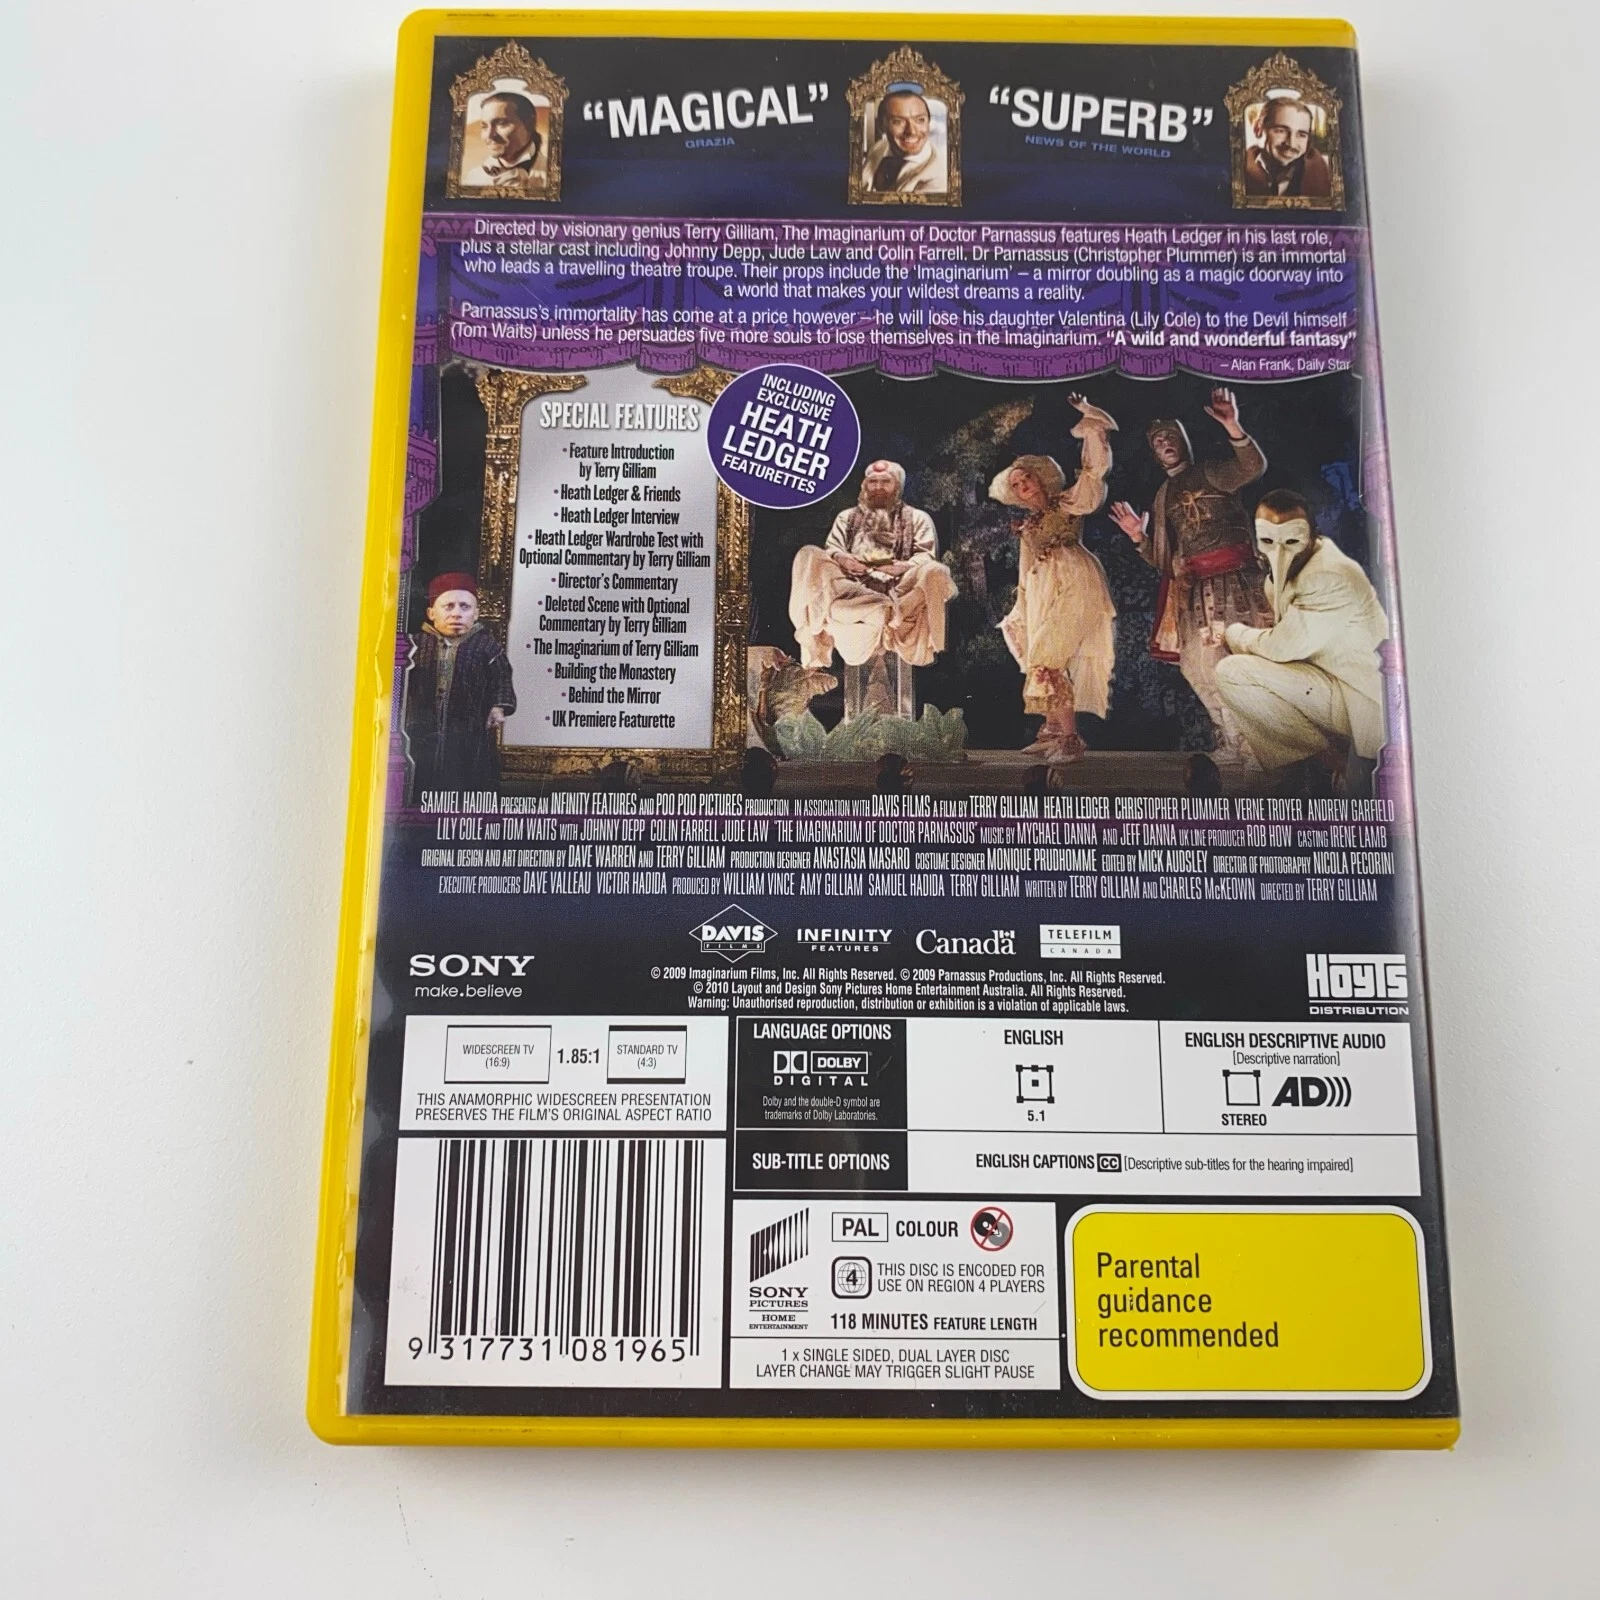 “MAGICAL”
GRAZIA
“SUPERB”
NEWS OF THE WORLD
Directed by visionary genius Terry Gilliam, The Imaginarium of Doctor Parnassus features Heath Ledger in his last role,
plus a stellar cast including Johnny Depp, Jude Law and Colin Farrell. Dr Parnassus (Christopher Plummer) is an immortal
who leads a travelling theatre troupe. Their props include the ‘Imaginarium’ – a mirror doubling as a magic doorway into
a world that makes your wildest dreams a reality.
Parnassus’s immortality has come at a price however – he will lose his daughter Valentina (Lily Cole) to the Devil himself
(Tom Waits) unless he persuades five more souls to lose themselves in the Imaginarium. “A wild and wonderful fantasy”
– Alan Frank, Daily Star
INCLUDING
EXCLUSIVE
HEATH
LEDGER
FEATURETTES
SPECIAL FEATURES
• Feature Introduction
by Terry Gilliam
• Heath Ledger & Friends
• Heath Ledger Interview
• Heath Ledger Wardrobe Test with
Optional Commentary by Terry Gilliam
• Director’s Commentary
• Deleted Scene with Optional
Commentary by Terry Gilliam
• The Imaginarium of Terry Gilliam
• Building the Monastery
• Behind the Mirror
• UK Premiere Featurette
SAMUEL HADIDA PRESENTS AN INFINITY FEATURES AND POO POO PICTURES PRODUCTION IN ASSOCIATION WITH DAVIS FILMS A FILM BY TERRY GILLIAM HEATH LEDGER CHRISTOPHER PLUMMER VERNE TROYER ANDREW GARFIELD
LILY COLE AND TOM WAITS WITH JOHNNY DEPP COLIN FARRELL JUDE LAW ‘THE IMAGINARIUM OF DOCTOR PARNASSUS’ MUSIC BY MYCHAEL DANNA AND JEFF DANNA UK LINE PRODUCER ROB HOW CASTING IRENE LAMB
ORIGINAL DESIGN AND ART DIRECTION BY DAVE WARREN AND TERRY GILLIAM PRODUCTION DESIGNER ANASTASIA MASARO COSTUME DESIGNER MONIQUE PRUDHOMME EDITED BY MICK AUDSLEY DIRECTOR OF PHOTOGRAPHY NICOLA PECORINI
EXECUTIVE PRODUCERS DAVE VALLEAU VICTOR HADIDA PRODUCED BY WILLIAM VINCE AMY GILLIAM SAMUEL HADIDA TERRY GILLIAM WRITTEN BY TERRY GILLIAM AND CHARLES McKEOWN DIRECTED BY TERRY GILLIAM
DAVIS
FILMS
INFINITY
FEATURES
Canada
TELEFILM
CANADA
SONY
make.believe
© 2009 Imaginarium Films, Inc. All Rights Reserved. © 2009 Parnassus Productions, Inc. All Rights Reserved.
© 2010 Layout and Design Sony Pictures Home Entertainment Australia. All Rights Reserved.
Warning: Unauthorised reproduction, distribution or exhibition is a violation of applicable laws.
HOYTS
DISTRIBUTION
WIDESCREEN TV
(16:9)
1.85:1
STANDARD TV
(4:3)
THIS ANAMORPHIC WIDESCREEN PRESENTATION
PRESERVES THE FILM’S ORIGINAL ASPECT RATIO
LANGUAGE OPTIONS
DOLBY
DIGITAL
Dolby and the double-D symbol are
trademarks of Dolby Laboratories.
ENGLISH
5.1
ENGLISH DESCRIPTIVE AUDIO
[Descriptive narration]
STEREO
AD)))
SUB-TITLE OPTIONS
ENGLISH CAPTIONS CC [Descriptive sub-titles for the hearing impaired]
9 317731 081965
SONY
PICTURES
HOME
ENTERTAINMENT
PAL COLOUR
4
THIS DISC IS ENCODED FOR
USE ON REGION 4 PLAYERS
118 MINUTES FEATURE LENGTH
1 x SINGLE SIDED, DUAL LAYER DISC
LAYER CHANGE MAY TRIGGER SLIGHT PAUSE
Parental
guidance
recommended